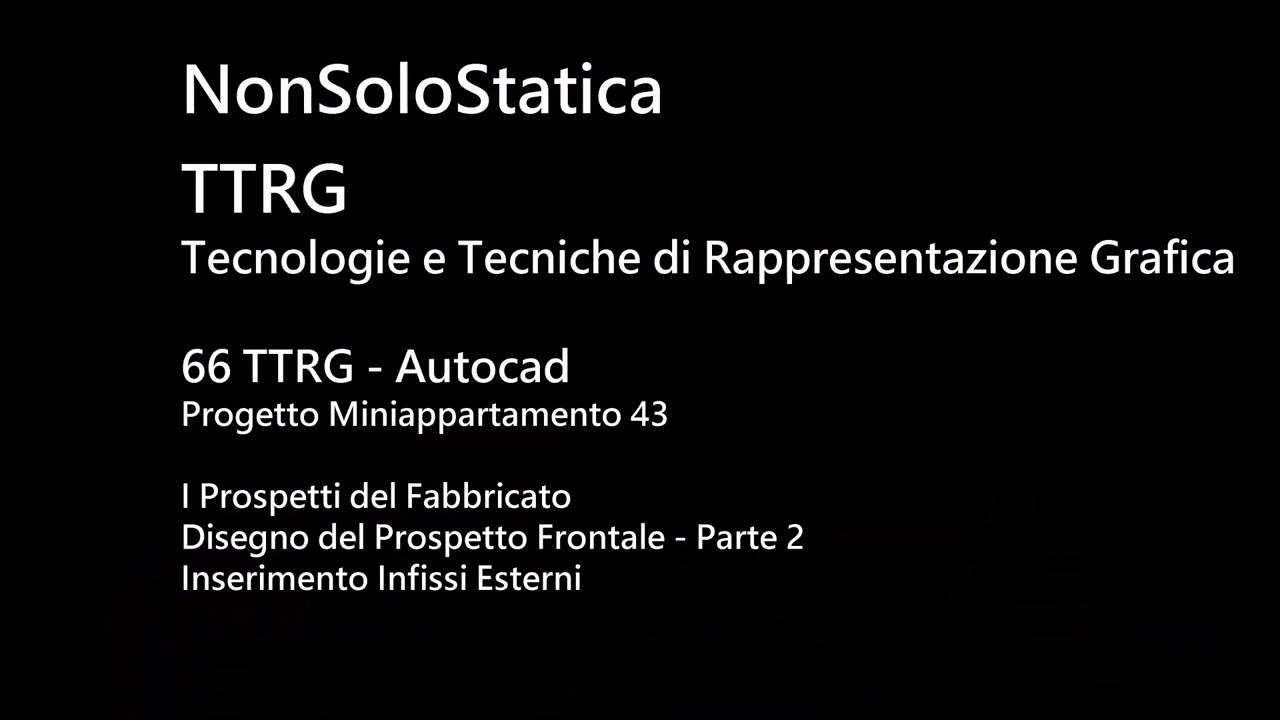 NonSoloStatica
TTRG
Tecnologie e Tecniche di Rappresentazione Grafica
66 TTRG - Autocad
Progetto Miniappartamento 43
I Prospetti del Fabbricato
Disegno del Prospetto Frontale - Parte 2
Inserimento Infissi Esterni